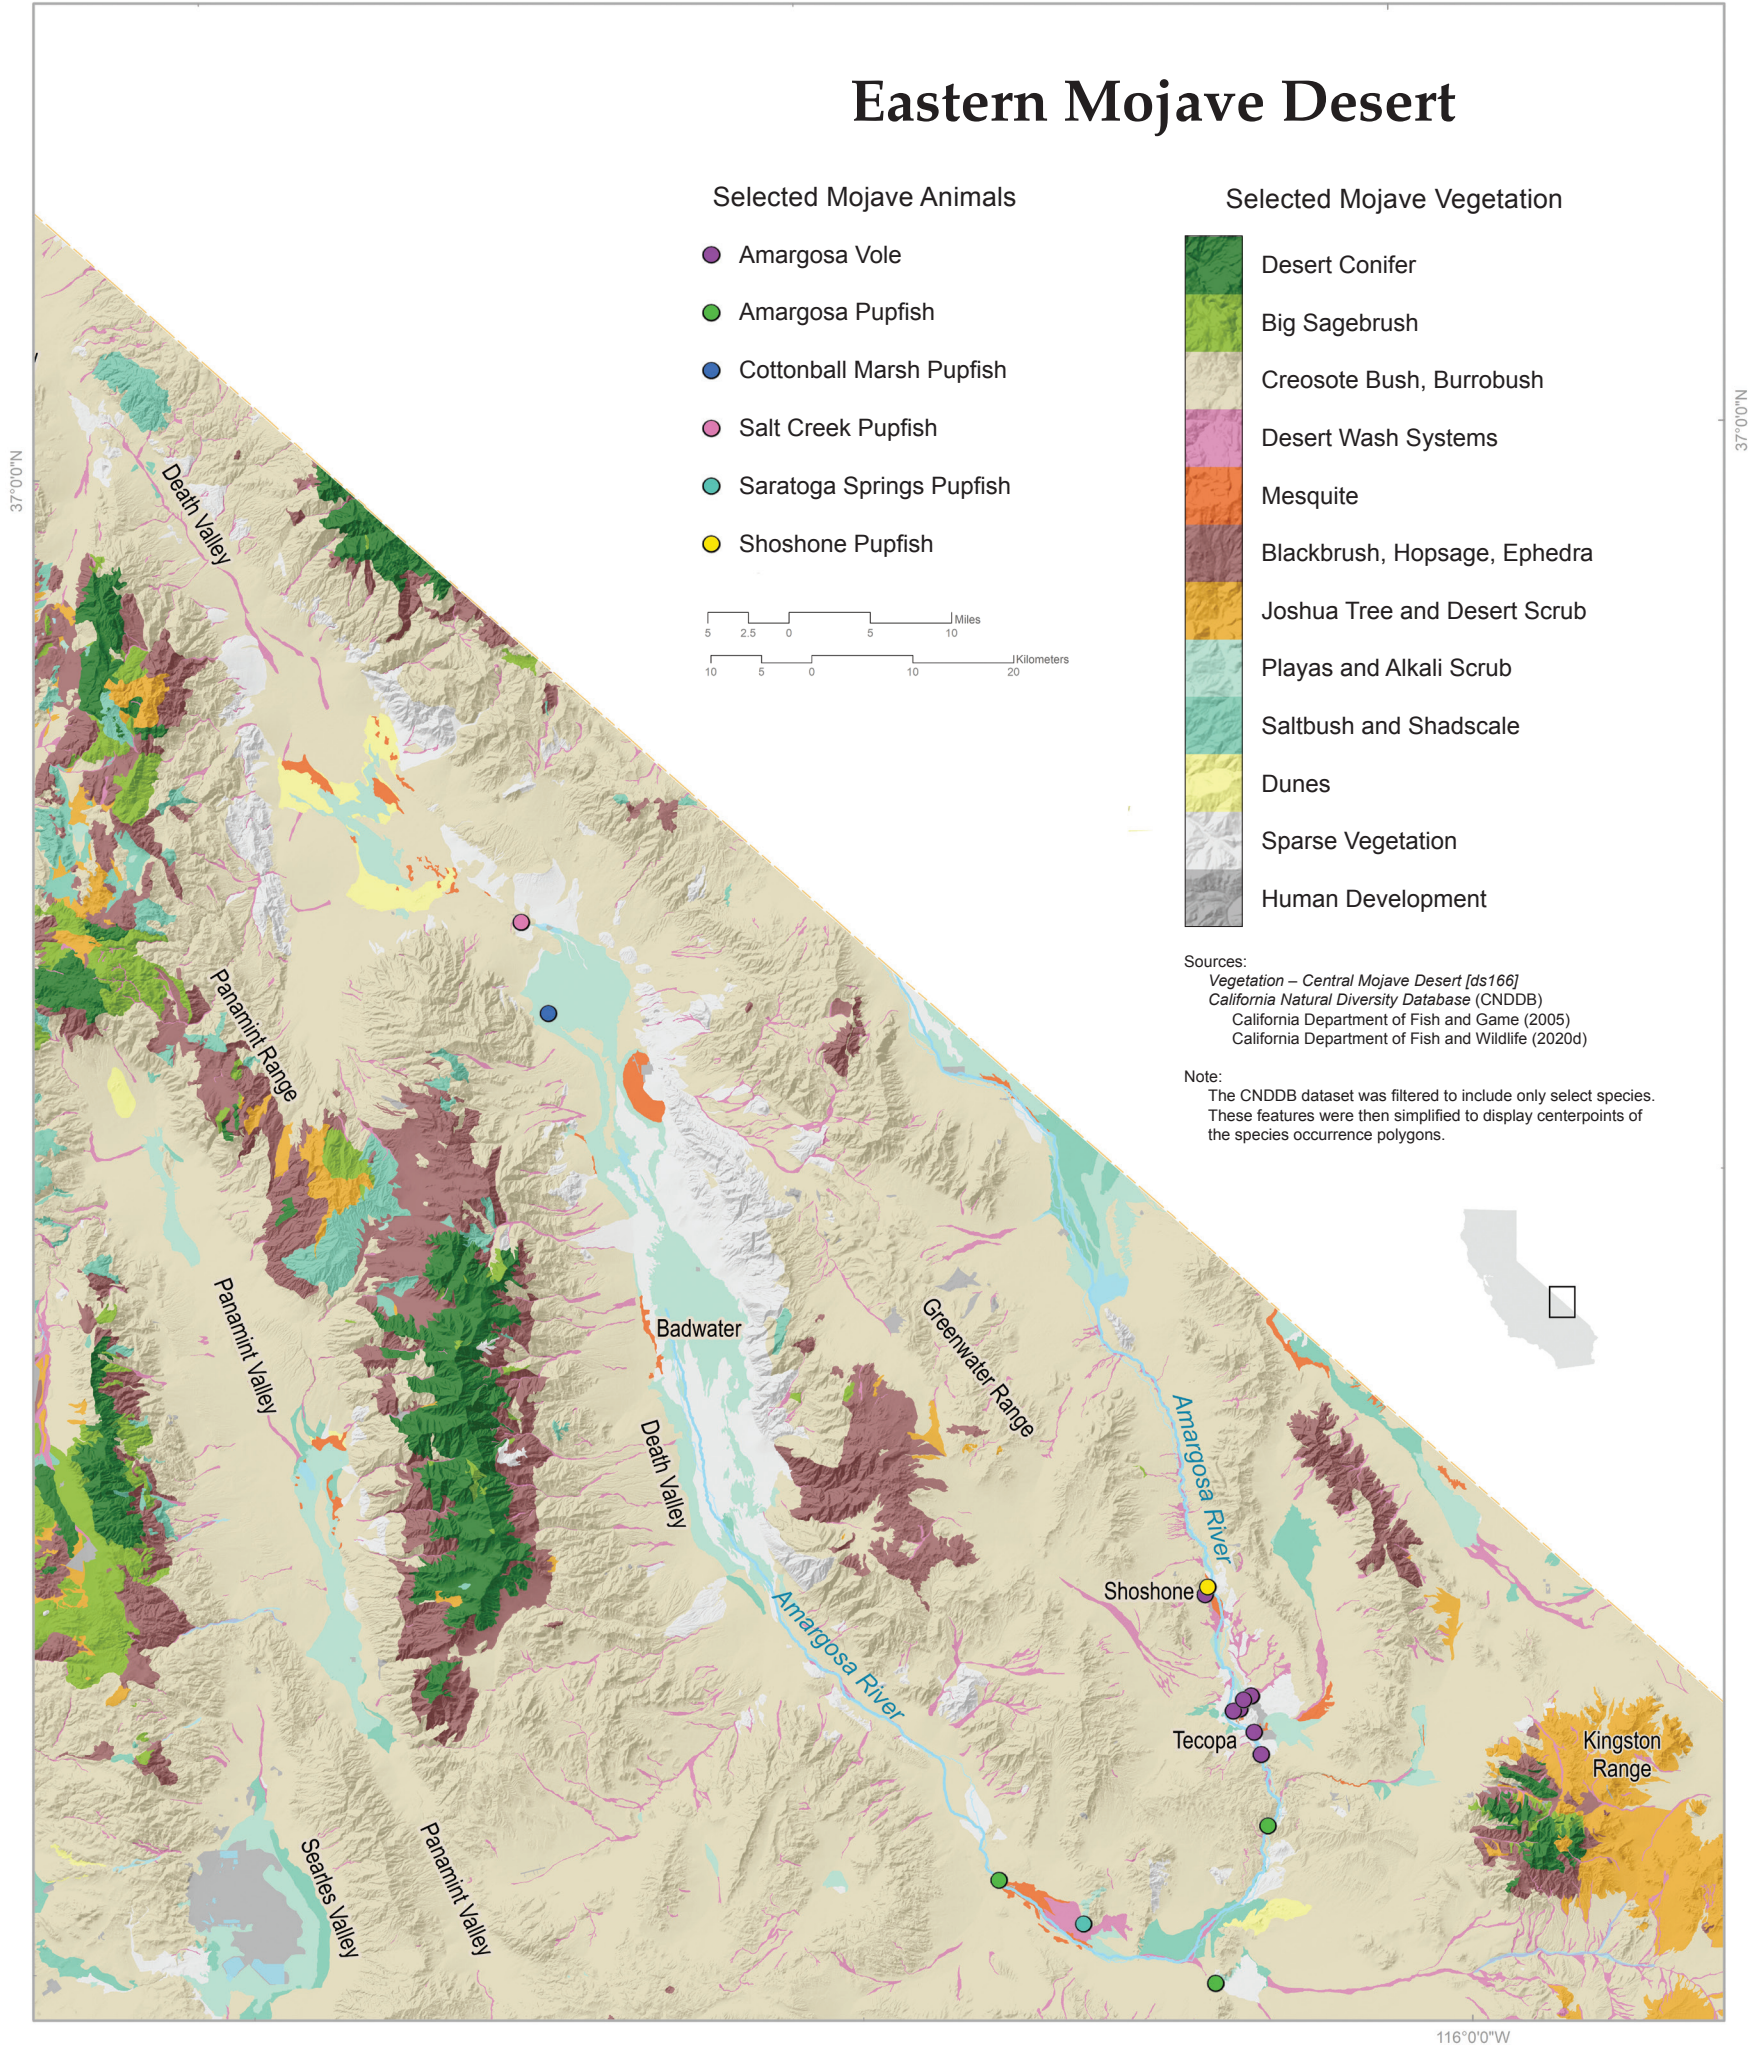 Eastern Mojave Desert
Selected Mojave Animals
Amargosa Vole
Amargosa Pupfish
Cottonball Marsh Pupfish
Salt Creek Pupfish
Saratoga Springs Pupfish
Shoshone Pupfish
5 2.5 0 5 10 Miles
10 5 0 10 20 Kilometers
Selected Mojave Vegetation
Desert Conifer
Big Sagebrush
Creosote Bush, Burrobush
Desert Wash Systems
Mesquite
Blackbrush, Hopsage, Ephedra
Joshua Tree and Desert Scrub
Playas and Alkali Scrub
Saltbush and Shadscale
Dunes
Sparse Vegetation
Human Development
Sources:
Vegetation – Central Mojave Desert [ds166]
California Natural Diversity Database (CNDDB)
California Department of Fish and Game (2005)
California Department of Fish and Wildlife (2020d)
Note:
The CNDDB dataset was filtered to include only select species.
These features were then simplified to display centerpoints of
the species occurrence polygons.
37°0'0"N
37°0'0"N
Death Valley
Panamint Range
Panamint Valley
Badwater
Greenwater Range
Death Valley
Amargosa River
Shoshone
Amargosa River
Tecopa
Kingston
Range
Searles Valley
Panamint Valley
116°0'0"W